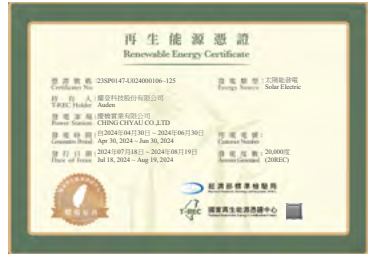 再生能源憑證
Renewable Energy Certificate
憑證號碼:23SP0147-U024000106~125
Certificates No.
發電類型:太陽能發電
Energy Source Solar Electric
持有人:耀登科技股份有限公司
T-REC Holder Auden
發電業廠:慶橋實業有限公司
Power Station CHING CHYAU CO.,LTD
發電時間:自2024年04月30日~2024年06月30日
Generation Period Apr 30, 2024 ~ Jun 30, 2024
Customer Number
發行日期:2024年07月18日~2024年08月19日
Date of Issue Jul 18, 2024 ~ Aug 19, 2024
發電度數:20,000度
Amount Generated (20REC)
經濟部標準檢驗局
T-REC
國家再生能源憑證中心